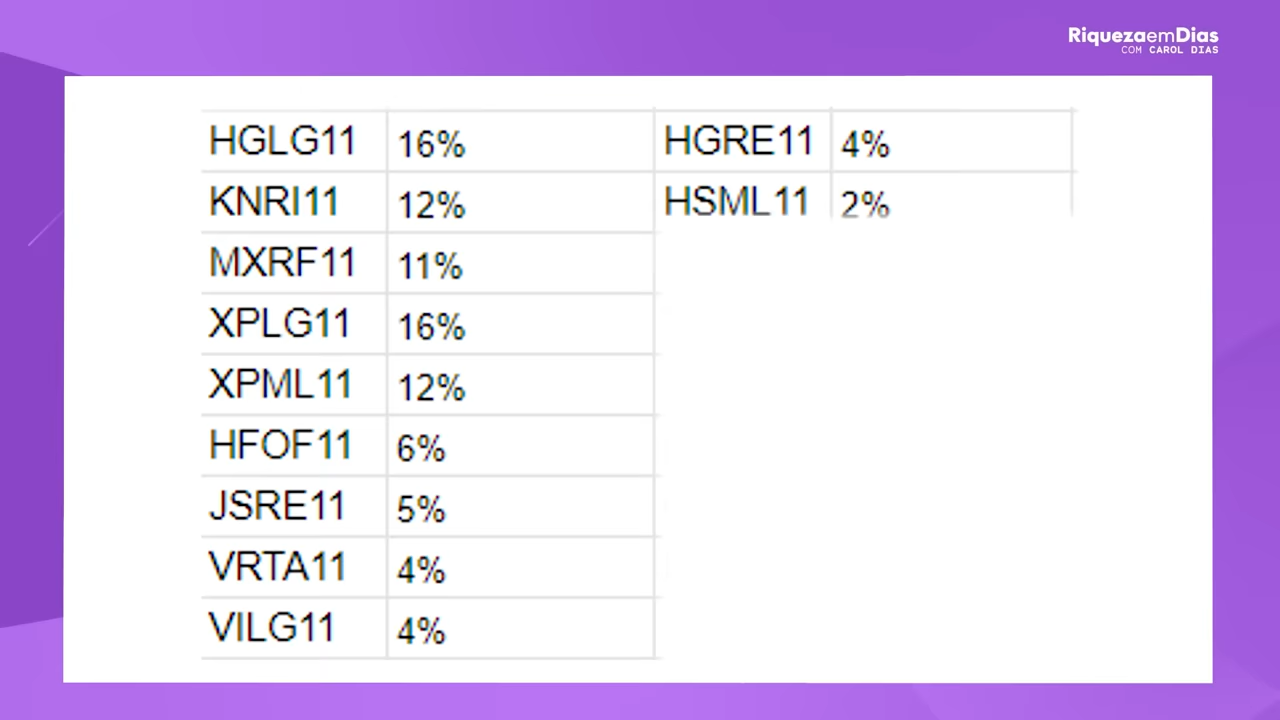 RiquezaemDias
COM CAROL DIAS
HGLG11 16%
KNRI11 12%
MXRF11 11%
XPLG11 16%
XPML11 12%
HFOF11 6%
JSRE11 5%
VRTA11 4%
VILG11 4%
HGRE11 4%
HSML11 2%